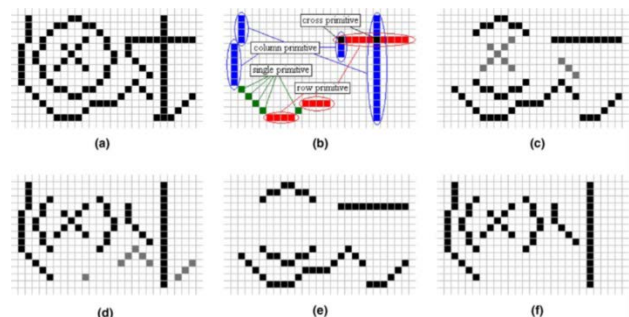 cross primitive
column primitive
single primitive
row primitive
(a)
(b)
(c)
(d)
(e)
(f)